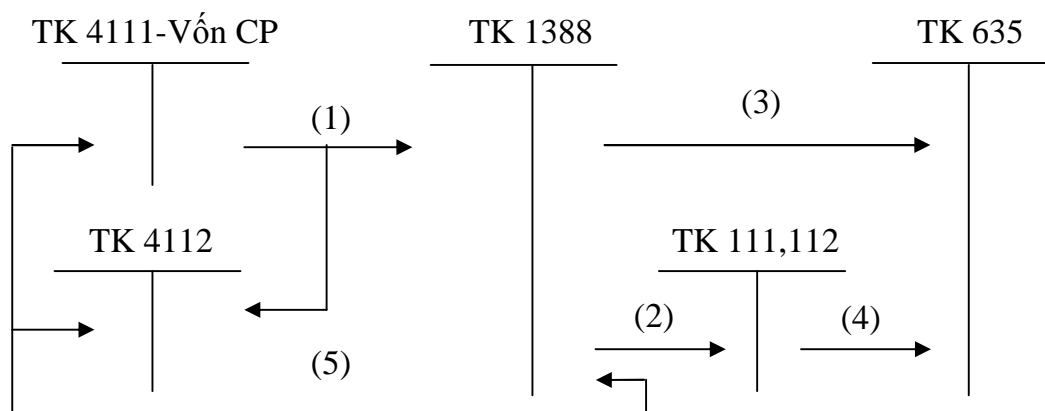 TK 4111-Vốn CP
TK 1388
TK 635
(1)
(3)
TK 4112
TK 111,112
(2)
(4)
(5)